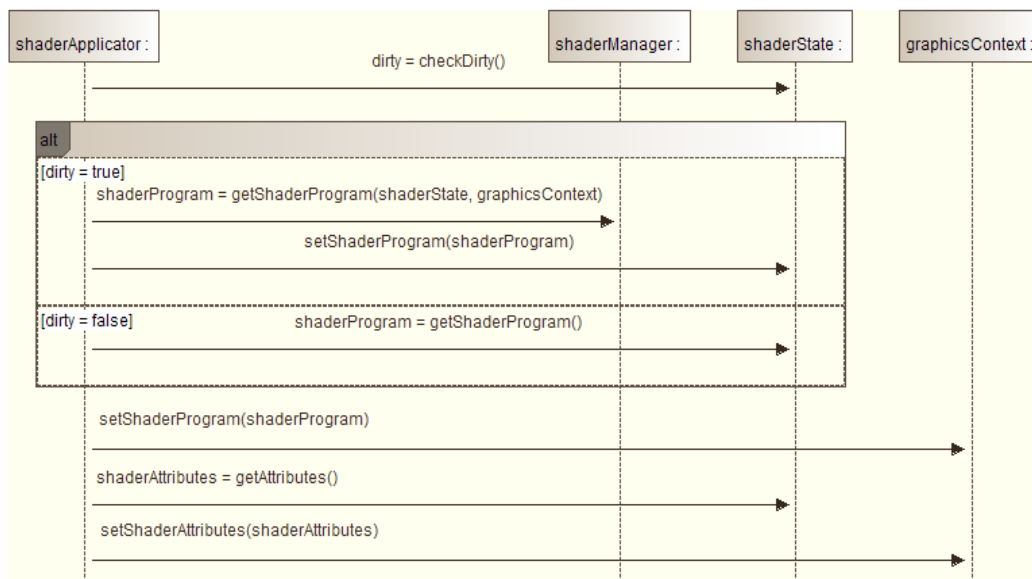 shaderApplicator :
shaderManager :
shaderState :
graphicsContext :
dirty = checkDirty()
alt
[dirty = true]
shaderProgram = getShaderProgram(shaderState, graphicsContext)
setShaderProgram(shaderProgram)
[dirty = false]
shaderProgram = getShaderProgram()
setShaderProgram(shaderProgram)
shaderAttributes = getAttributes()
setShaderAttributes(shaderAttributes)